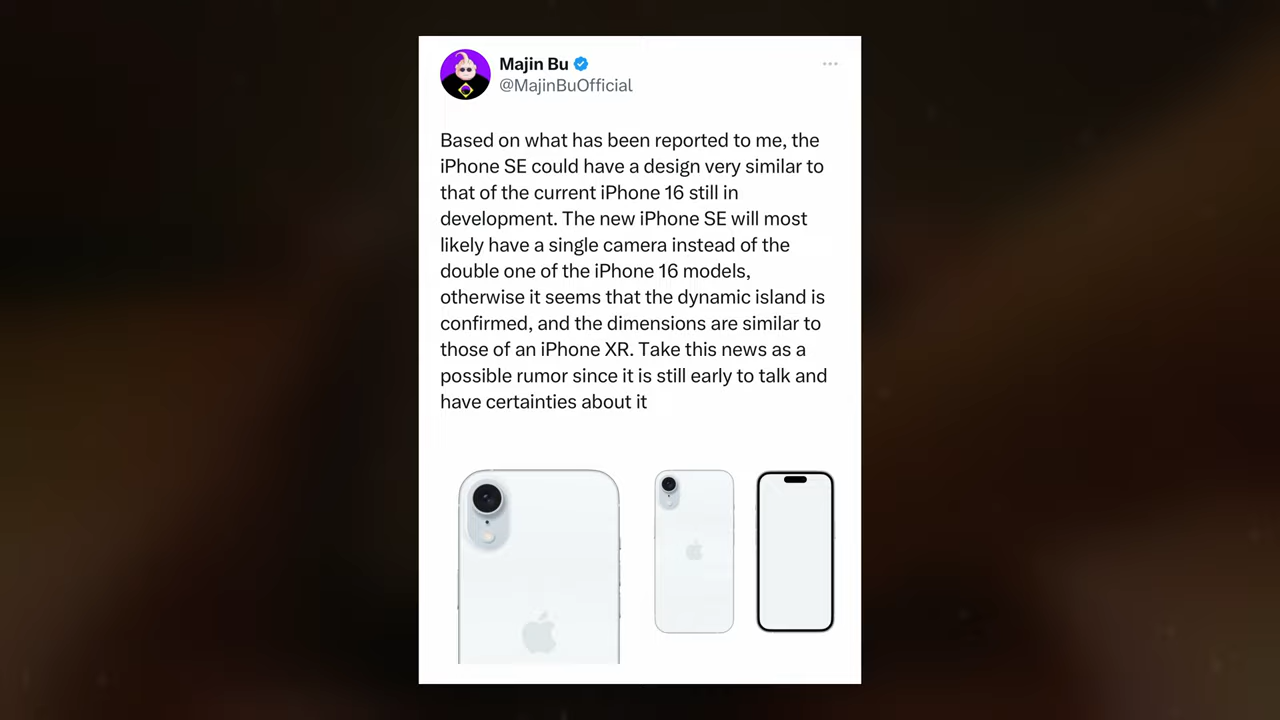 Majin Bu
@MajinBuOfficial
Based on what has been reported to me, the
iPhone SE could have a design very similar to
that of the current iPhone 16 still in
development. The new iPhone SE will most
likely have a single camera instead of the
double one of the iPhone 16 models,
otherwise it seems that the dynamic island is
confirmed, and the dimensions are similar to
those of an iPhone XR. Take this news as a
possible rumor since it is still early to talk and
have certainties about it